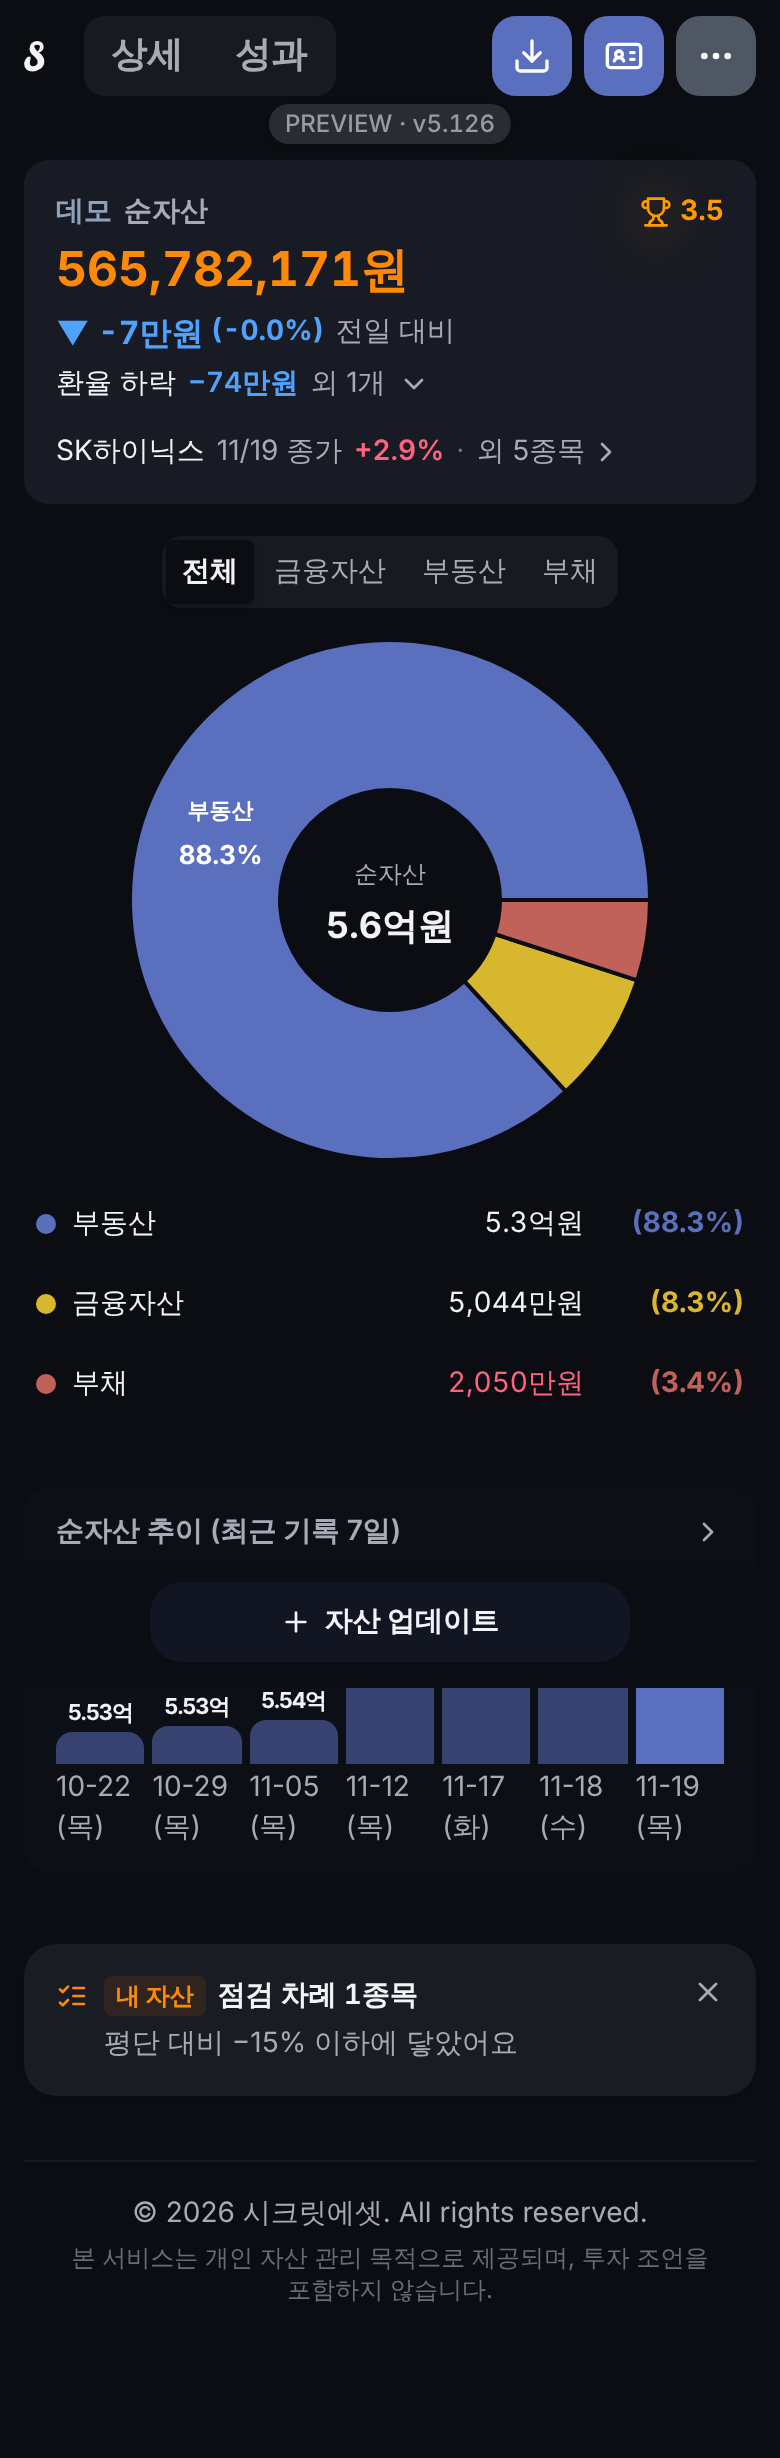 S
상세 성과
PREVIEW · v5.126
데모 순자산 3.5
565,782,171원
▼ -7만원 (-0.0%) 전일 대비
환율 하락 −74만원 외 1개
SK하이닉스 11/19 종가 +2.9% · 외 5종목
전체 금융자산 부동산 부채
부동산
88.3%
순자산
5.6억원
부동산 5.3억원 (88.3%)
금융자산 5,044만원 (8.3%)
부채 2,050만원 (3.4%)
순자산 추이 (최근 기록 7일)
+ 자산 업데이트
5.53억 5.53억 5.54억
10-22 10-29 11-05 11-12 11-17 11-18 11-19
(목) (목) (목) (목) (화) (수) (목)
내 자산 점검 차례 1종목
평단 대비 −15% 이하에 닿았어요
© 2026 시크릿에셋. All rights reserved.
본 서비스는 개인 자산 관리 목적으로 제공되며, 투자 조언을
포함하지 않습니다.